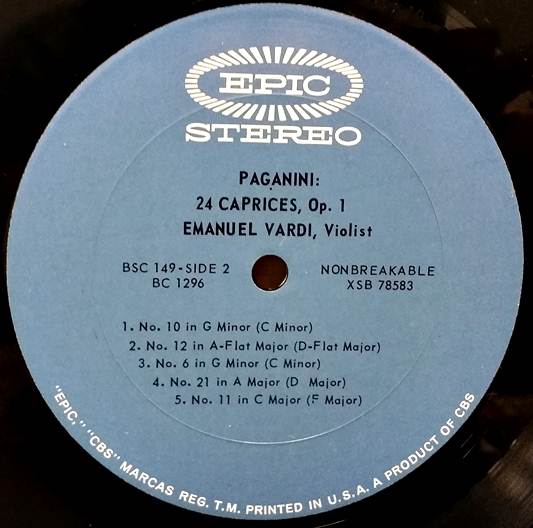 EPIC
STEREO
PAGANINI:
24 CAPRICES, Op. 1
EMANUEL VARDI, Violist
BSC 149-SIDE 2
BC 1296
NONBREAKABLE
XSB 78583
1. No. 10 in G Minor (C Minor)
2. No. 12 in A-Flat Major (D-Flat Major)
3. No. 6 in G Minor (C Minor)
4. No. 21 in A Major (D Major)
5. No. 11 in C Major (F Major)
"EPIC," "CBS" MARCAS REG. T.M. PRINTED IN U.S.A. A PRODUCT OF CBS